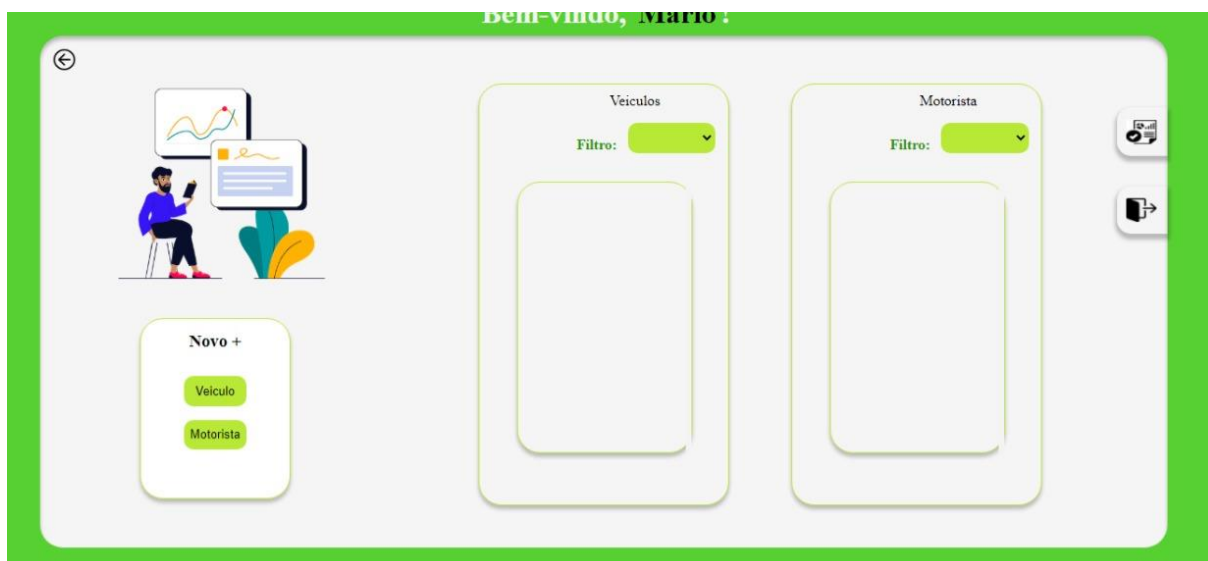 Bem-vindo, Mario !
Veiculos
Filtro:
Motorista
Filtro:
Novo +
Veiculo
Motorista